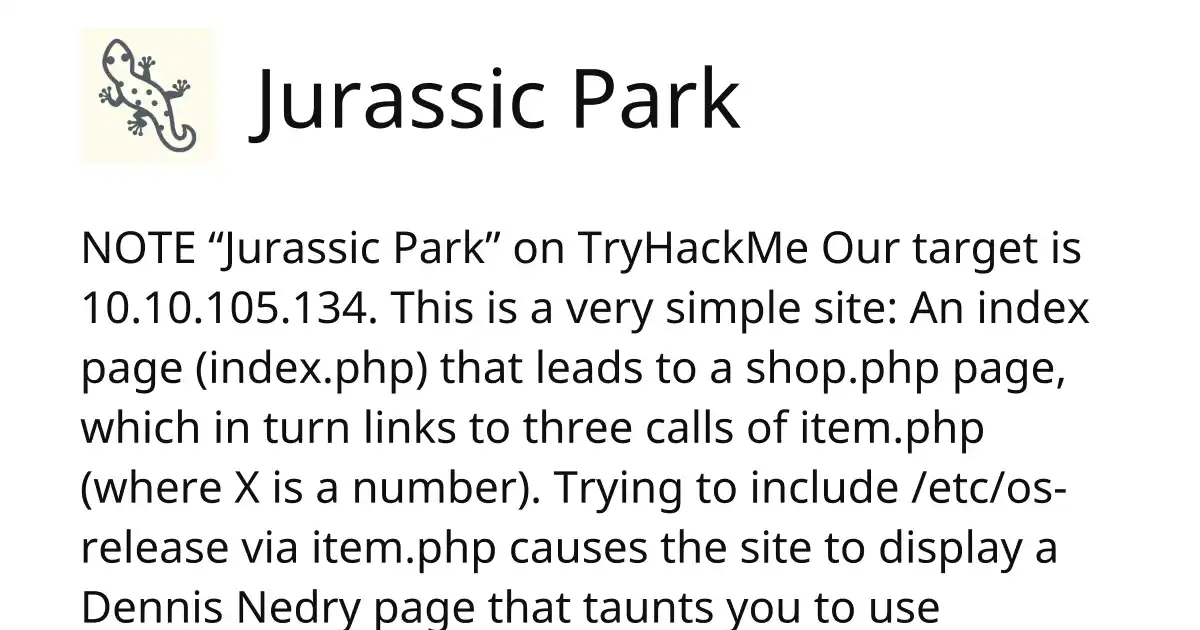 Jurassic Park
NOTE “Jurassic Park” on TryHackMe Our target is
10.10.105.134. This is a very simple site: An index
page (index.php) that leads to a shop.php page,
which in turn links to three calls of item.php
(where X is a number). Trying to include /etc/os-
release via item.php causes the site to display a
Dennis Nedry page that taunts you to use